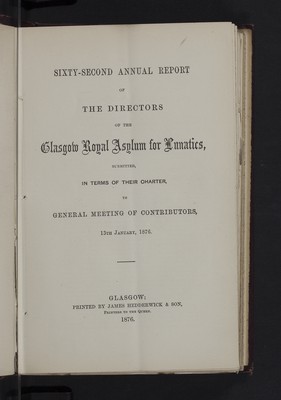 SIXTY-SECOND ANNUAL REPORT
OF
THE DIRECTORS
OF THE
Glasgow Royal Asylum for Lunatics,
SUBMITTED,
IN TERMS OF THEIR CHARTER,
TO
GENERAL MEETING OF CONTRIBUTORS,
13TH JANUARY, 1876.
GLASGOW:
PRINTED BY JAMES HEDDERWICK & SON,
PRINTERS TO THE QUEEN.
1876.